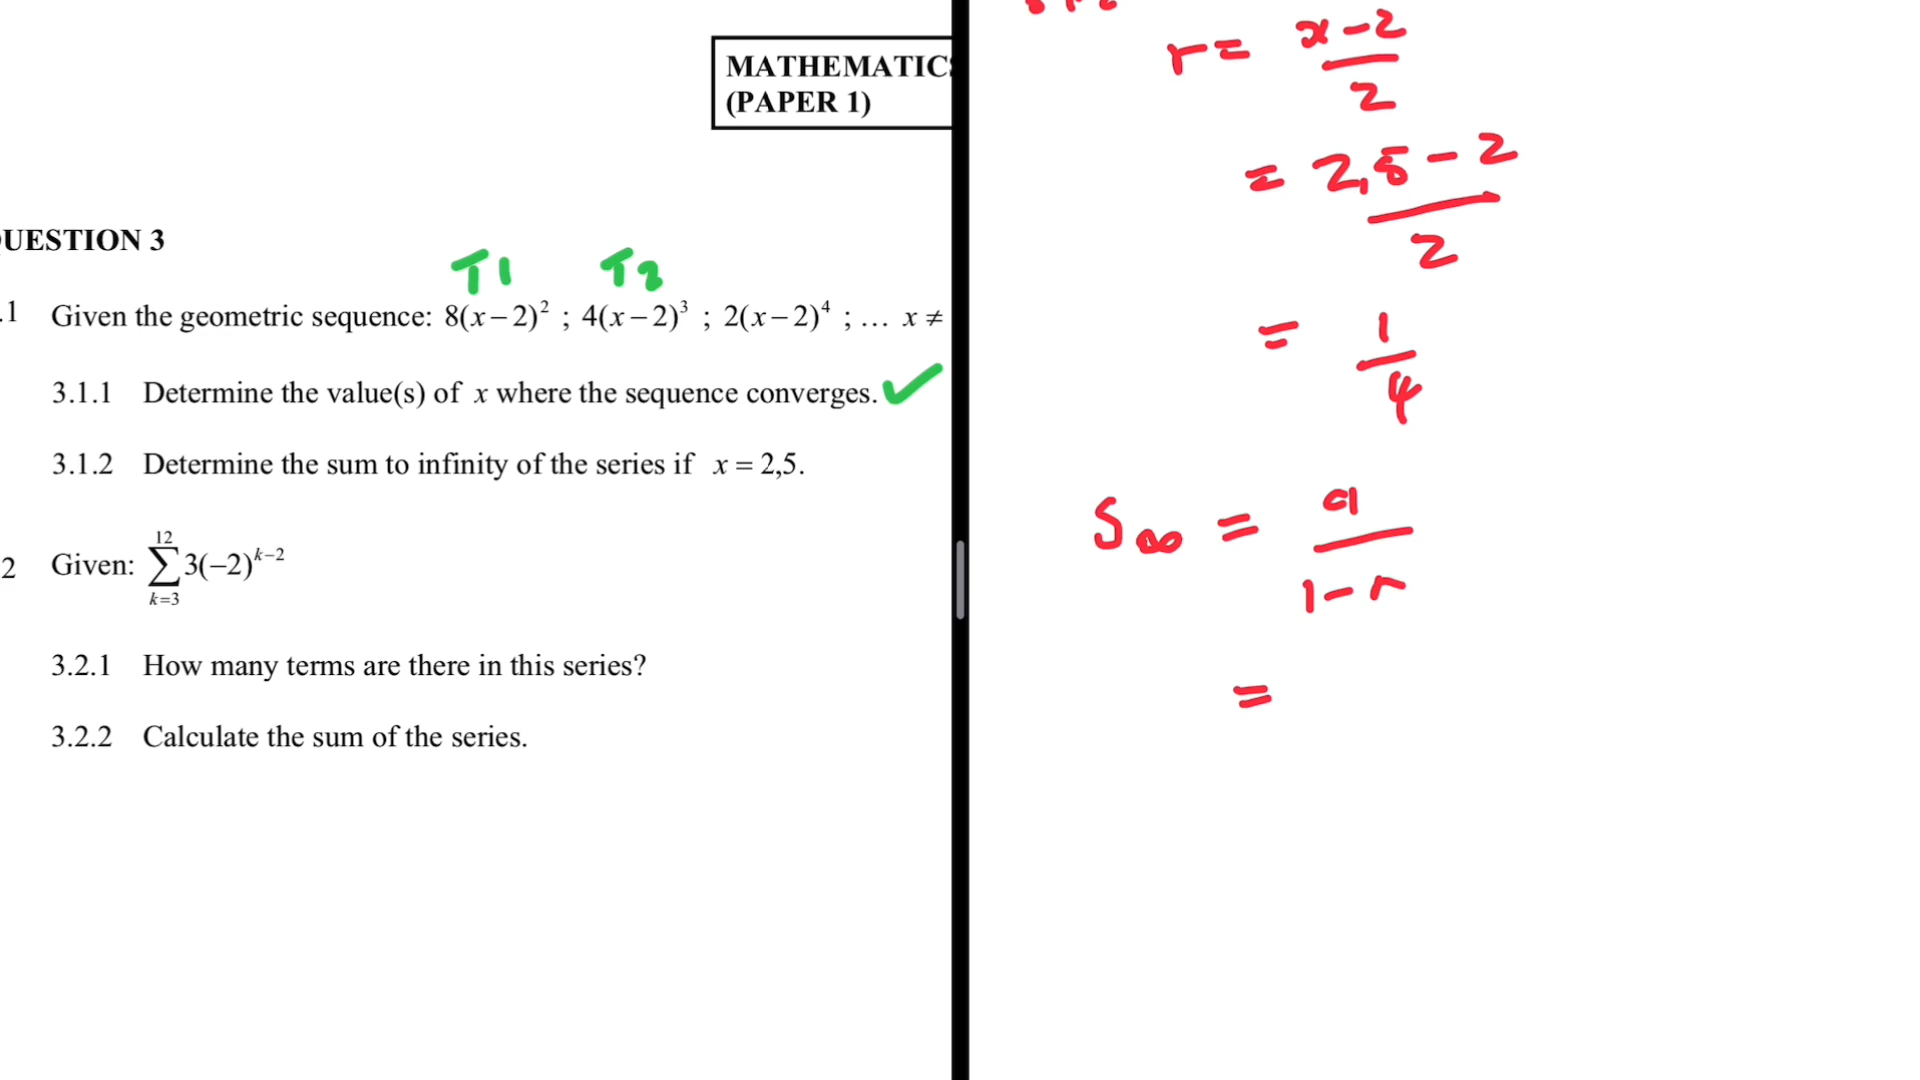 MATHEMATICS
(PAPER 1)
QUESTION 3
T1 T2
.1 Given the geometric sequence: 8(x−2)² ; 4(x−2)³ ; 2(x−2)⁴ ; … x ≠
3.1.1 Determine the value(s) of x where the sequence converges. ✓
3.1.2 Determine the sum to infinity of the series if x = 2,5.
2 Given: ∑_{k=3}^{12} 3(−2)^{k−2}
3.2.1 How many terms are there in this series?
3.2.2 Calculate the sum of the series.
r = (x−2)/2
= (2,5−2)/2
= 1/4
S∞ = a/(1−r)
=